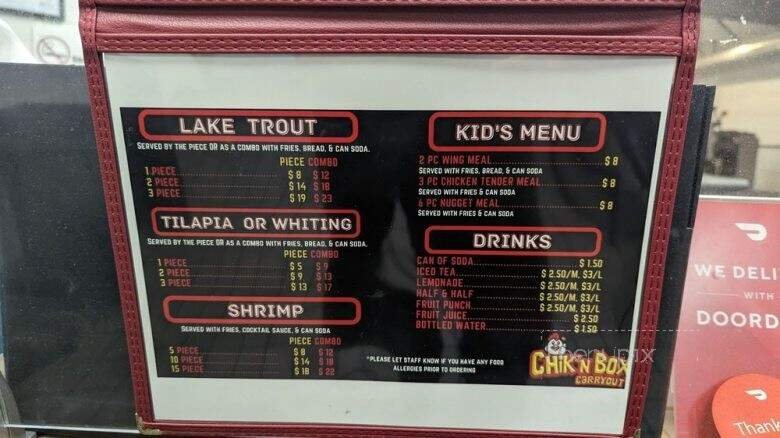 LAKE TROUT
SERVED BY THE PIECE OR AS A COMBO WITH FRIES, BREAD, & CAN SODA.
PIECE COMBO
1 PIECE $ 8 $ 12
2 PIECE $ 14 $ 18
3 PIECE $ 19 $ 23
TILAPIA OR WHITING
SERVED BY THE PIECE OR AS A COMBO WITH FRIES, BREAD, & CAN SODA.
PIECE COMBO
1 PIECE $ 5 $ 9
2 PIECE $ 9 $ 13
3 PIECE $ 13 $ 17
SHRIMP
SERVED WITH FRIES, COCKTAIL SAUCE, & CAN SODA
PIECE COMBO
5 PIECE $ 8 $ 12
10 PIECE $ 14 $ 18
15 PIECE $ 18 $ 22
KID'S MENU
2 PC WING MEAL $ 8
SERVED WITH FRIES, BREAD, & CAN SODA
3 PC CHICKEN TENDER MEAL $ 8
SERVED WITH FRIES & CAN SODA
6 PC NUGGET MEAL $ 8
SERVED WITH FRIES & CAN SODA
DRINKS
CAN OF SODA $ 1.50
ICED TEA $ 2.50/M, $3/L
LEMONADE $ 2.50/M, $3/L
HALF & HALF $ 2.50/M, $3/L
FRUIT PUNCH $ 2.50/M, $3/L
FRUIT JUICE $ 2.50
BOTTLED WATER $ 1.50
*PLEASE LET STAFF KNOW IF YOU HAVE ANY FOOD
ALLERGIES PRIOR TO ORDERING
CHIK'N BOX
CARRYOUT
WE DELI
WITH
DOORD
Thank